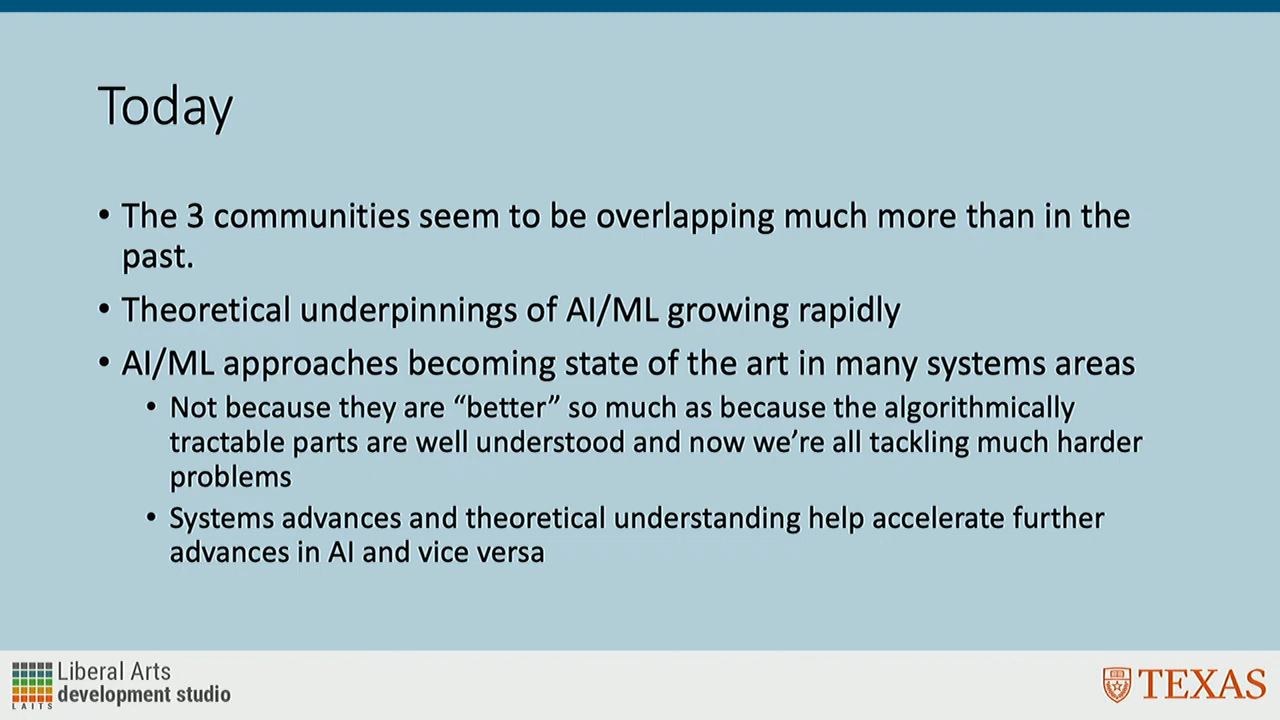 Today
• The 3 communities seem to be overlapping much more than in the
past.
• Theoretical underpinnings of AI/ML growing rapidly
• AI/ML approaches becoming state of the art in many systems areas
• Not because they are “better” so much as because the algorithmically
tractable parts are well understood and now we’re all tackling much harder
problems
• Systems advances and theoretical understanding help accelerate further
advances in AI and vice versa
Liberal Arts
development studio
LAITS
TEXAS